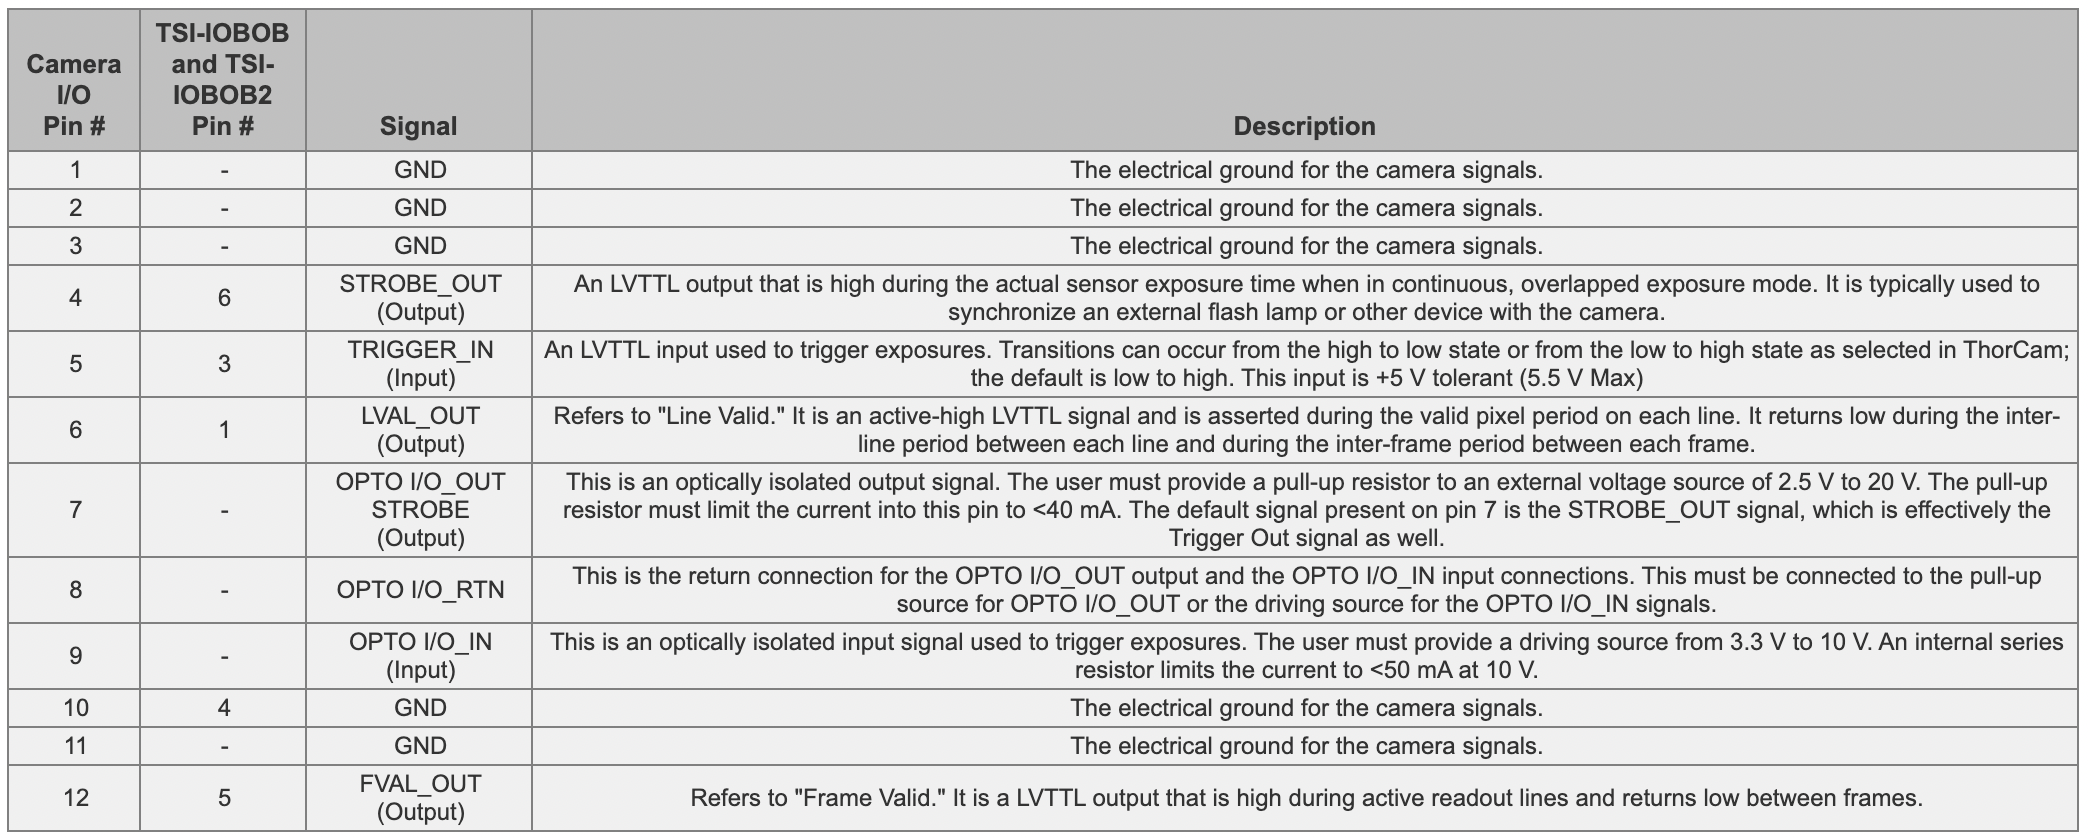 Camera I/O Pin #
TSI-IOBOB and TSI-IOBOB2 Pin #
Signal
Description
1
-
GND
The electrical ground for the camera signals.
2
-
GND
The electrical ground for the camera signals.
3
-
GND
The electrical ground for the camera signals.
4
6
STROBE_OUT
(Output)
An LVTTL output that is high during the actual sensor exposure time when in continuous, overlapped exposure mode. It is typically used to
synchronize an external flash lamp or other device with the camera.
5
3
TRIGGER_IN
(Input)
An LVTTL input used to trigger exposures. Transitions can occur from the high to low state or from the low to high state as selected in ThorCam;
the default is low to high. This input is +5 V tolerant (5.5 V Max)
6
1
LVAL_OUT
(Output)
Refers to "Line Valid." It is an active-high LVTTL signal and is asserted during the valid pixel period on each line. It returns low during the inter-
line period between each line and during the inter-frame period between each frame.
7
-
OPTO I/O_OUT
STROBE
(Output)
This is an optically isolated output signal. The user must provide a pull-up resistor to an external voltage source of 2.5 V to 20 V. The pull-up
resistor must limit the current into this pin to <40 mA. The default signal present on pin 7 is the STROBE_OUT signal, which is effectively the
Trigger Out signal as well.
8
-
OPTO I/O_RTN
This is the return connection for the OPTO I/O_OUT output and the OPTO I/O_IN input connections. This must be connected to the pull-up
source for OPTO I/O_OUT or the driving source for the OPTO I/O_IN signals.
9
-
OPTO I/O_IN
(Input)
This is an optically isolated input signal used to trigger exposures. The user must provide a driving source from 3.3 V to 10 V. An internal series
resistor limits the current to <50 mA at 10 V.
10
4
GND
The electrical ground for the camera signals.
11
-
GND
The electrical ground for the camera signals.
12
5
FVAL_OUT
(Output)
Refers to "Frame Valid." It is a LVTTL output that is high during active readout lines and returns low between frames.